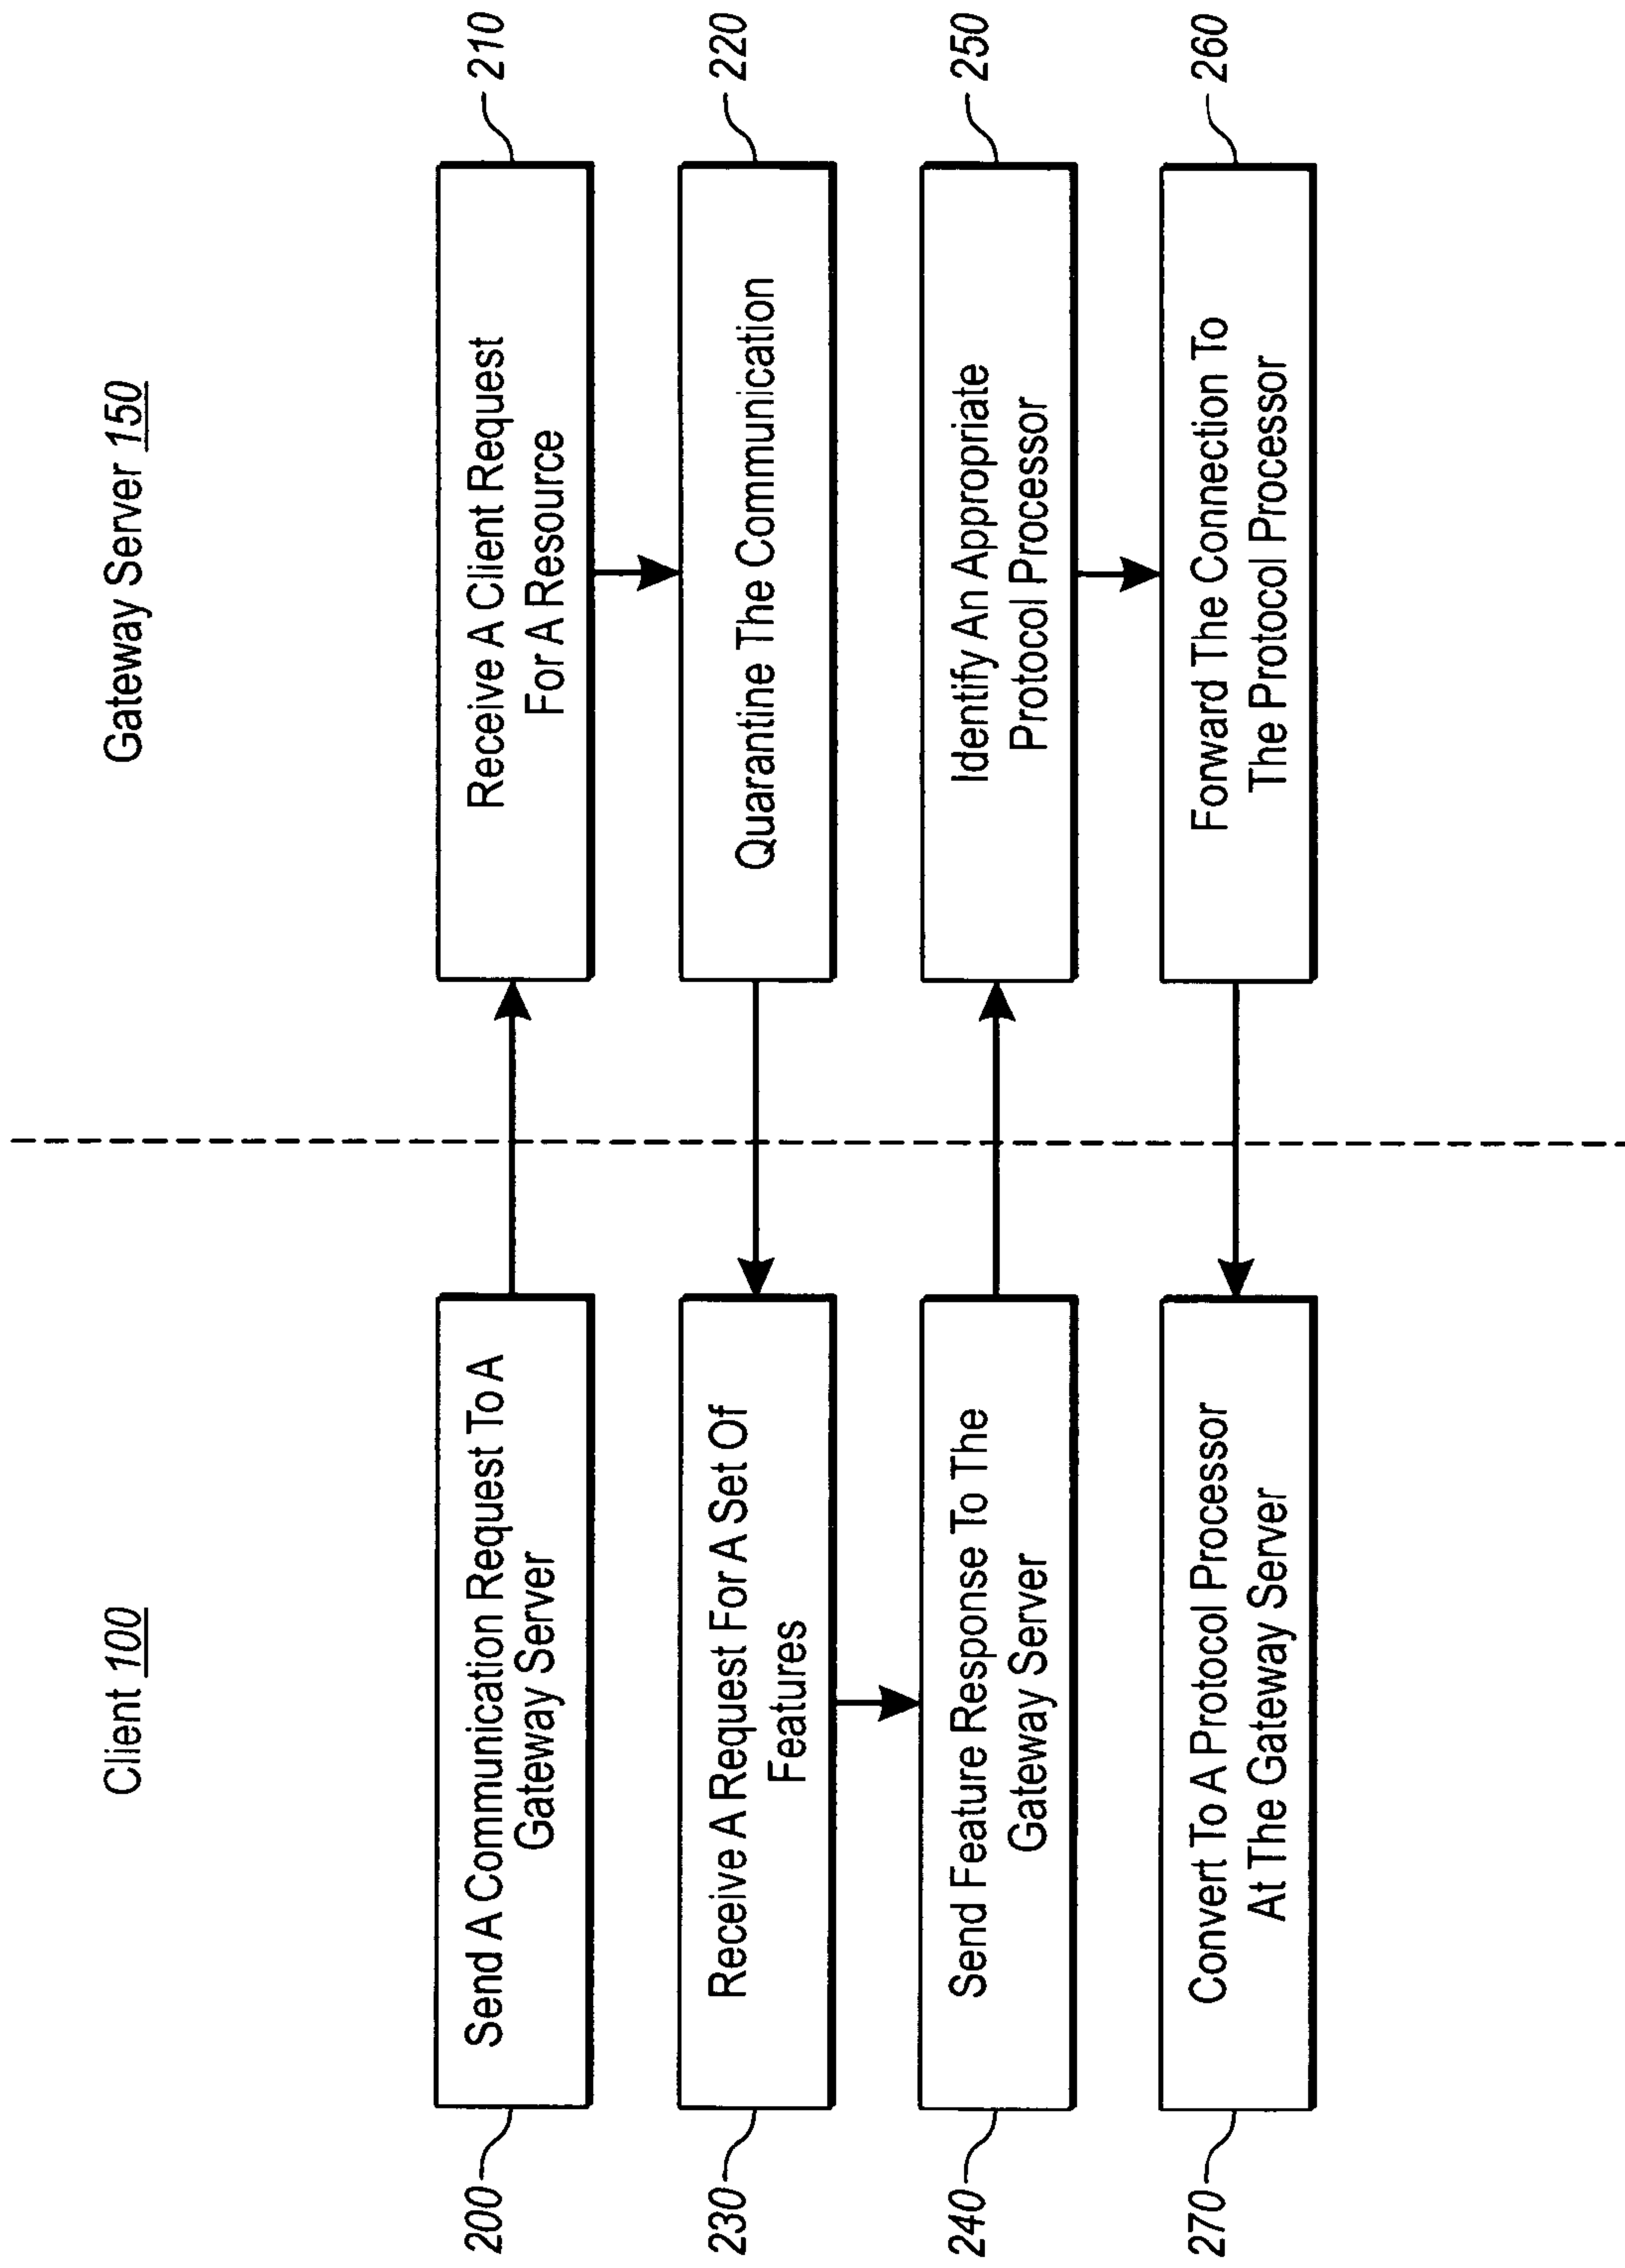 Client 100
Gateway Server 150
200
Send A Communication Request To A
Gateway Server
Receive A Client Request
For A Resource
210
230
Receive A Request For A Set Of
Features
Quarantine The Communication
220
240
Send Feature Response To The
Gateway Server
Identify An Appropriate
Protocol Processor
250
270
Convert To A Protocol Processor
At The Gateway Server
Forward The Connection To
The Protocol Processor
260